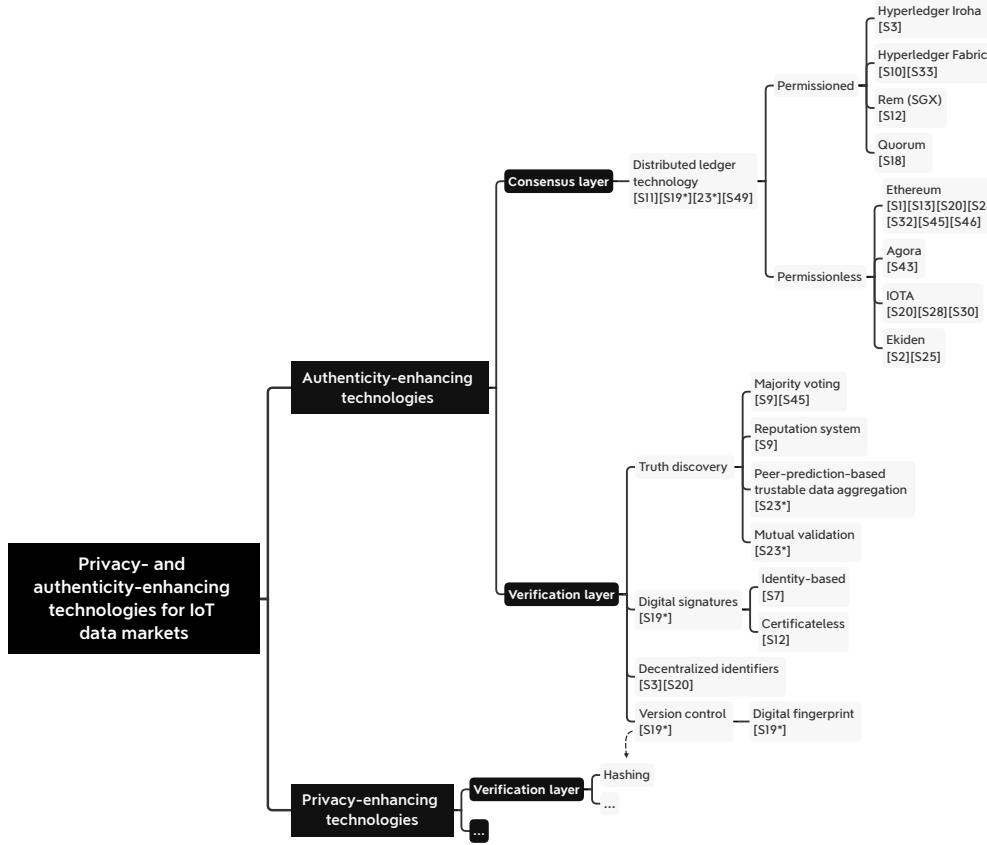 Hyperledger Iroha
[S3]
Hyperledger Fabric
[S10][S33]
Permissioned
Rem (SGX)
[S12]
Quorum
[S18]
Consensus layer
Distributed ledger
technology
[S11][S19*][23*][S49]
Ethereum
[S1][S13][S20][S2
[S32][S45][S46]
Agora
[S43]
Permissionless
IOTA
[S20][S28][S30]
Ekiden
[S2][S25]
Authenticity-enhancing
technologies
Majority voting
[S9][S45]
Reputation system
[S9]
Truth discovery
Peer-prediction-based
trustable data aggregation
[S23*]
Mutual validation
[S23*]
Privacy- and
authenticity-enhancing
technologies for IoT
data markets
Verification layer
Digital signatures
[S19*]
Identity-based
[S7]
Certificateless
[S12]
Decentralized identifiers
[S3][S20]
Version control
[S19*]
Digital fingerprint
[S19*]
Privacy-enhancing
technologies
Verification layer
Hashing
...
...